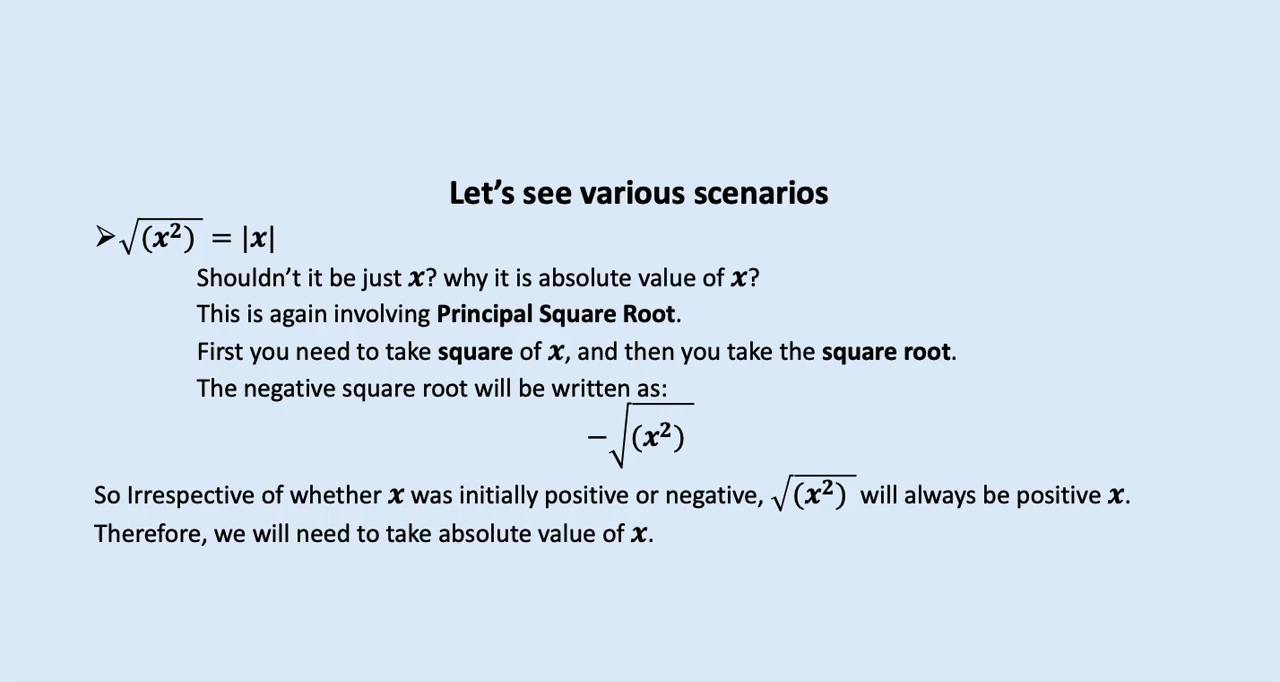 Let's see various scenarios
➢√(x²) = |x|
Shouldn't it be just x? why it is absolute value of x?
This is again involving Principal Square Root.
First you need to take square of x, and then you take the square root.
The negative square root will be written as:
−√(x²)
So Irrespective of whether x was initially positive or negative, √(x²) will always be positive x.
Therefore, we will need to take absolute value of x.